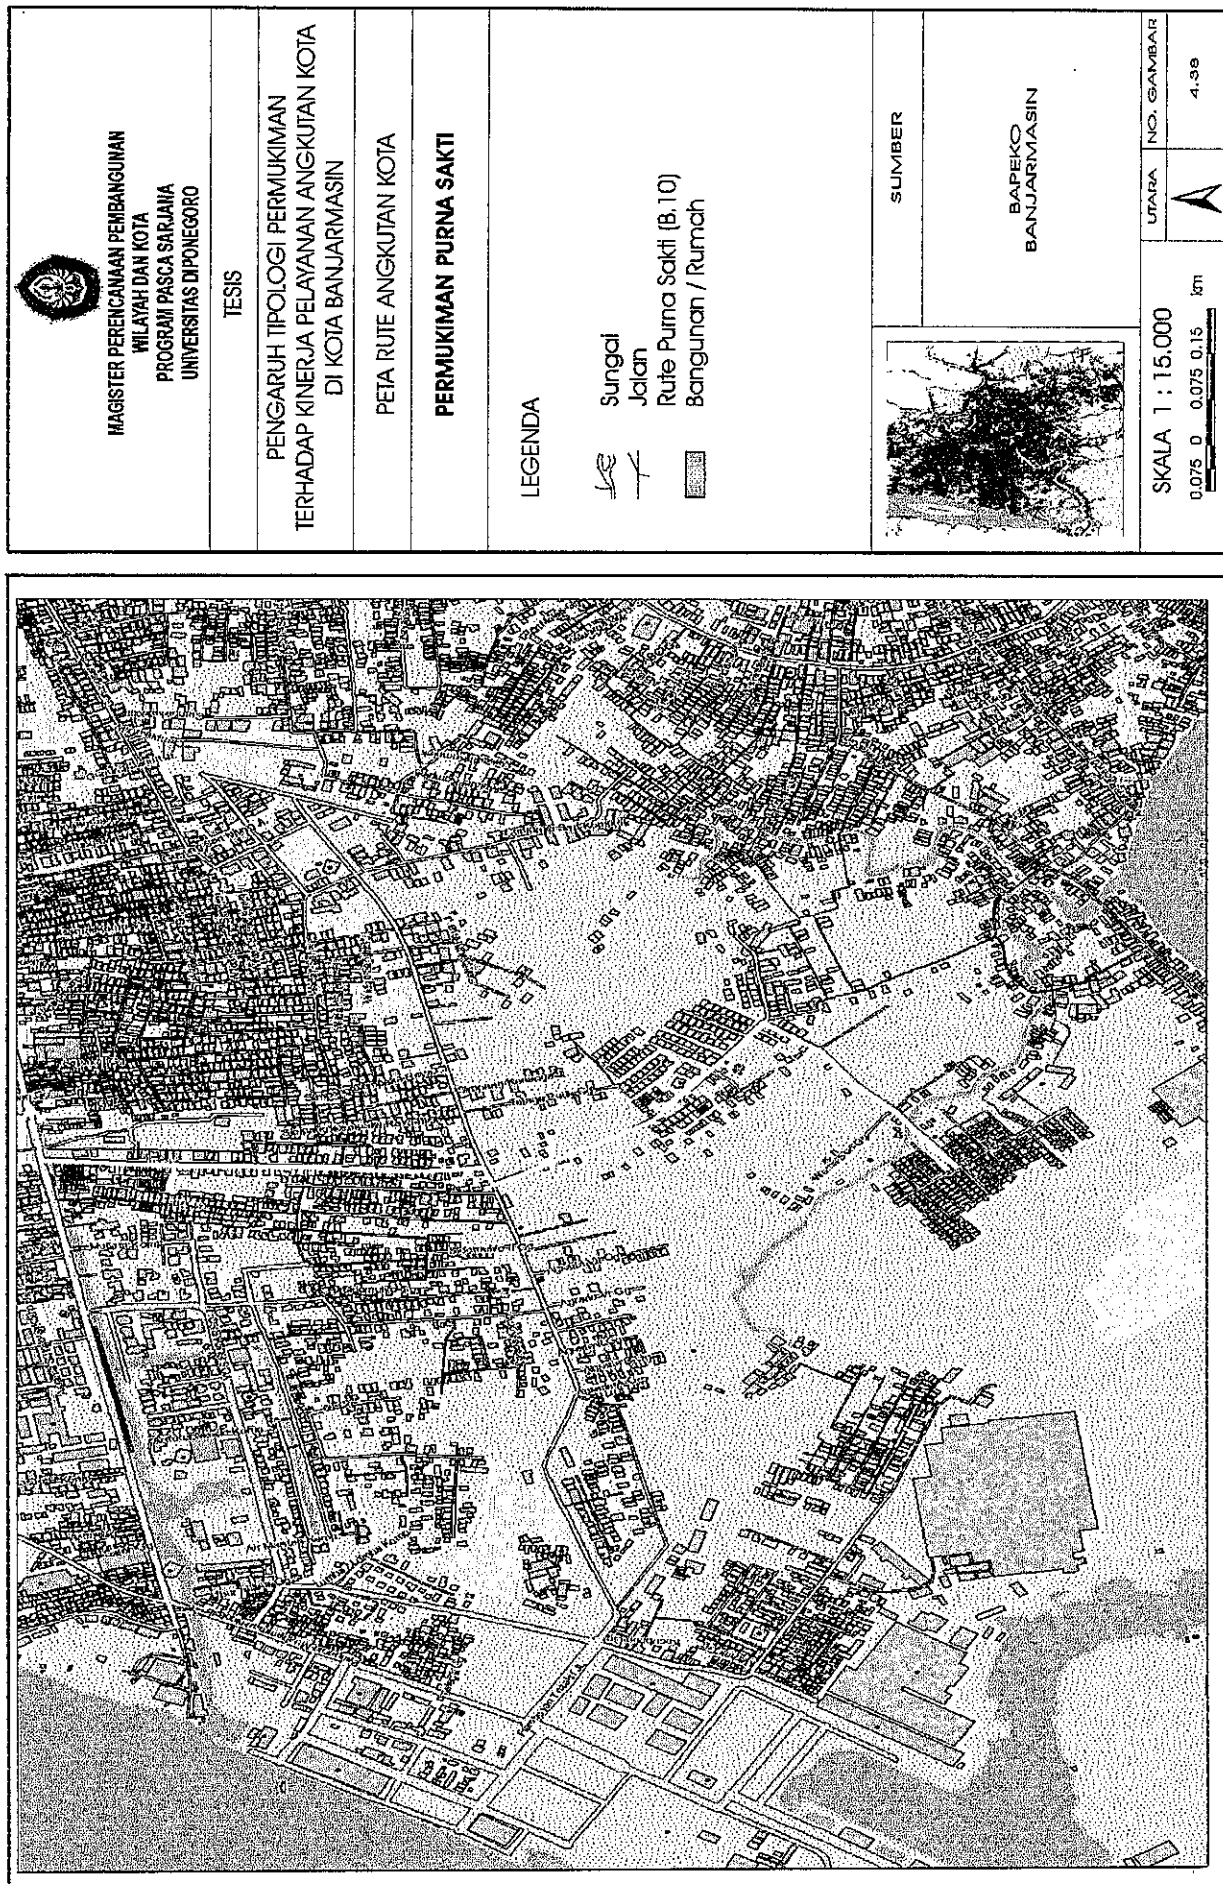 MAGISTER PERENCANAAN PEMBANGUNAN
WILAYAH DAN KOTA
PROGRAM PASCA SARJANA
UNIVERSITAS DIPONEGORO
TESIS
PENGARUH TIPOLOGI PERMUKIMAN
TERHADAP KINERJA PELAYANAN ANGKUTAN KOTA
DI KOTA BANJARMASIN
PETA RUTE ANGKUTAN KOTA
PERMUKIMAN PURNA SAKTI
LEGENDA
Sungai
Jalan
Rute Purna Sakti (B.10)
Bangunan / Rumah
SUMBER
BAPEKO
BANJARMASIN
SKALA 1 : 15.000
0.075 0 0.075 0.15 km
UTARA
NO. GAMBAR
4.38